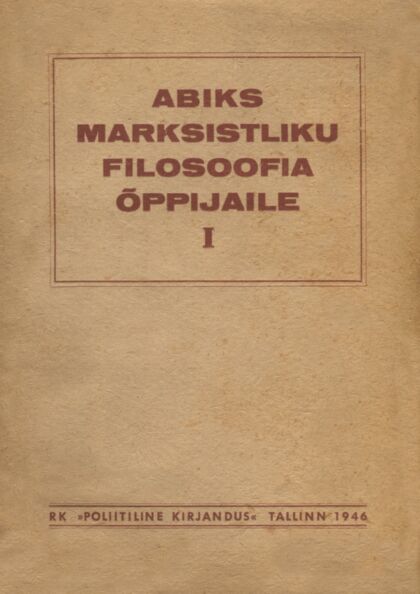 ABIKS
MARKSISTLIKU
FILOSOOFIA
ÕPPIJAILE
I
RK »POLIITILINE KIRJANDUS« TALLINN 1946